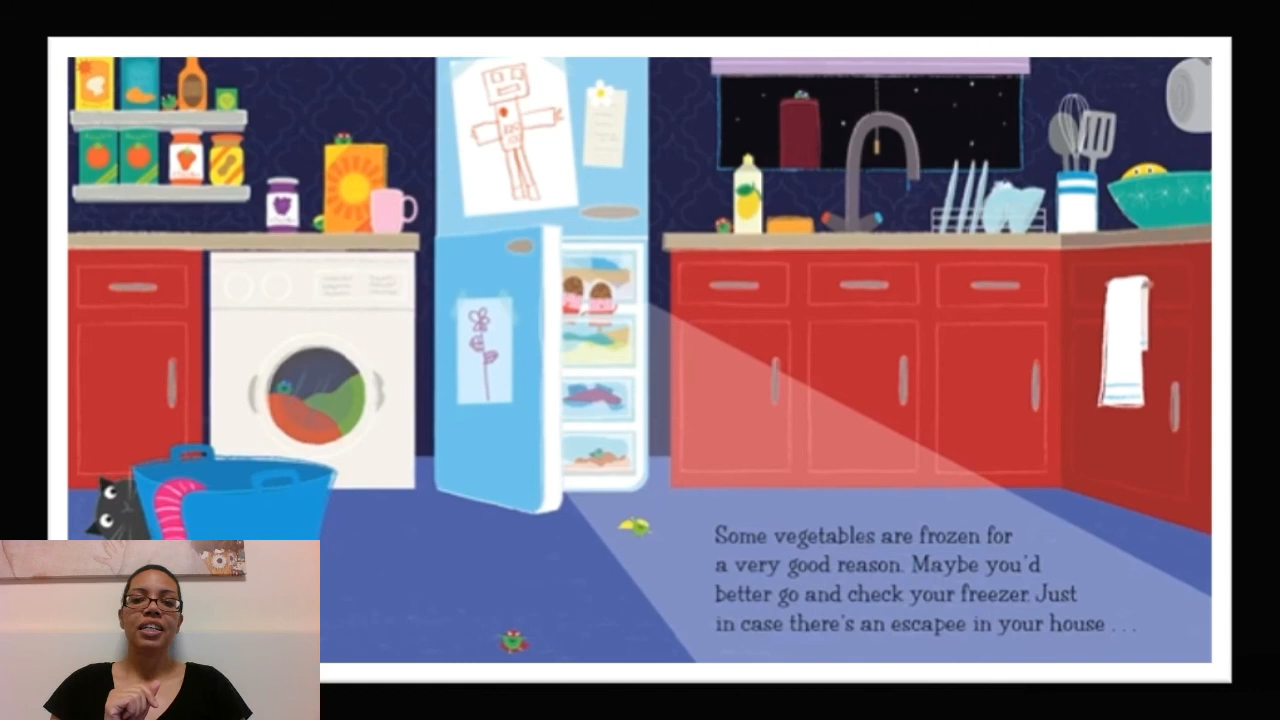 Some vegetables are frozen for
a very good reason. Maybe you'd
better go and check your freezer. Just
in case there's an escapee in your house . . .